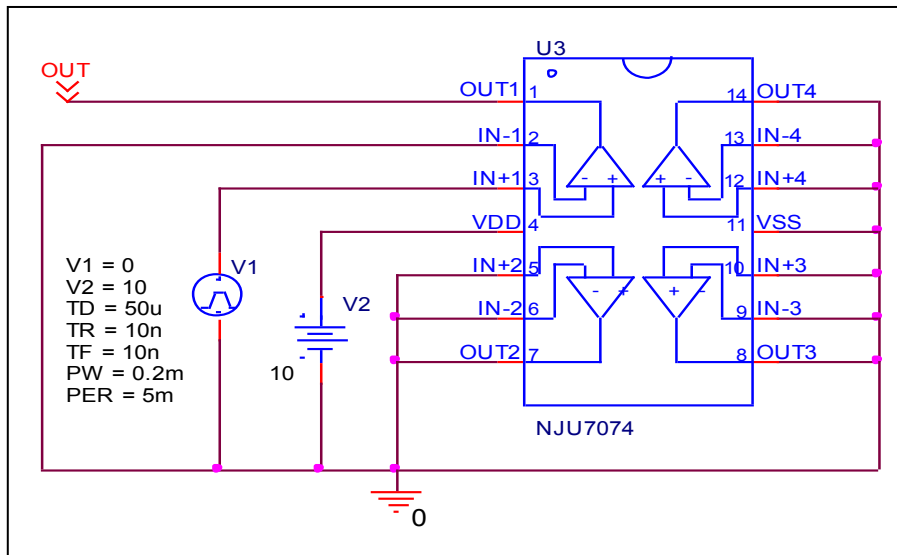 U3
OUT
OUT1 1 14 OUT4
IN-1 2 13 IN-4
IN+1 3 12 IN+4
- + + -
VDD 4 11 VSS
V1 = 0
V2 = 10
TD = 50u
TR = 10n
TF = 10n
PW = 0.2m
PER = 5m
V1
V2
10
IN+2 5 10 IN+3
- + + -
IN-2 6 9 IN-3
OUT2 7 8 OUT3
NJU7074
0